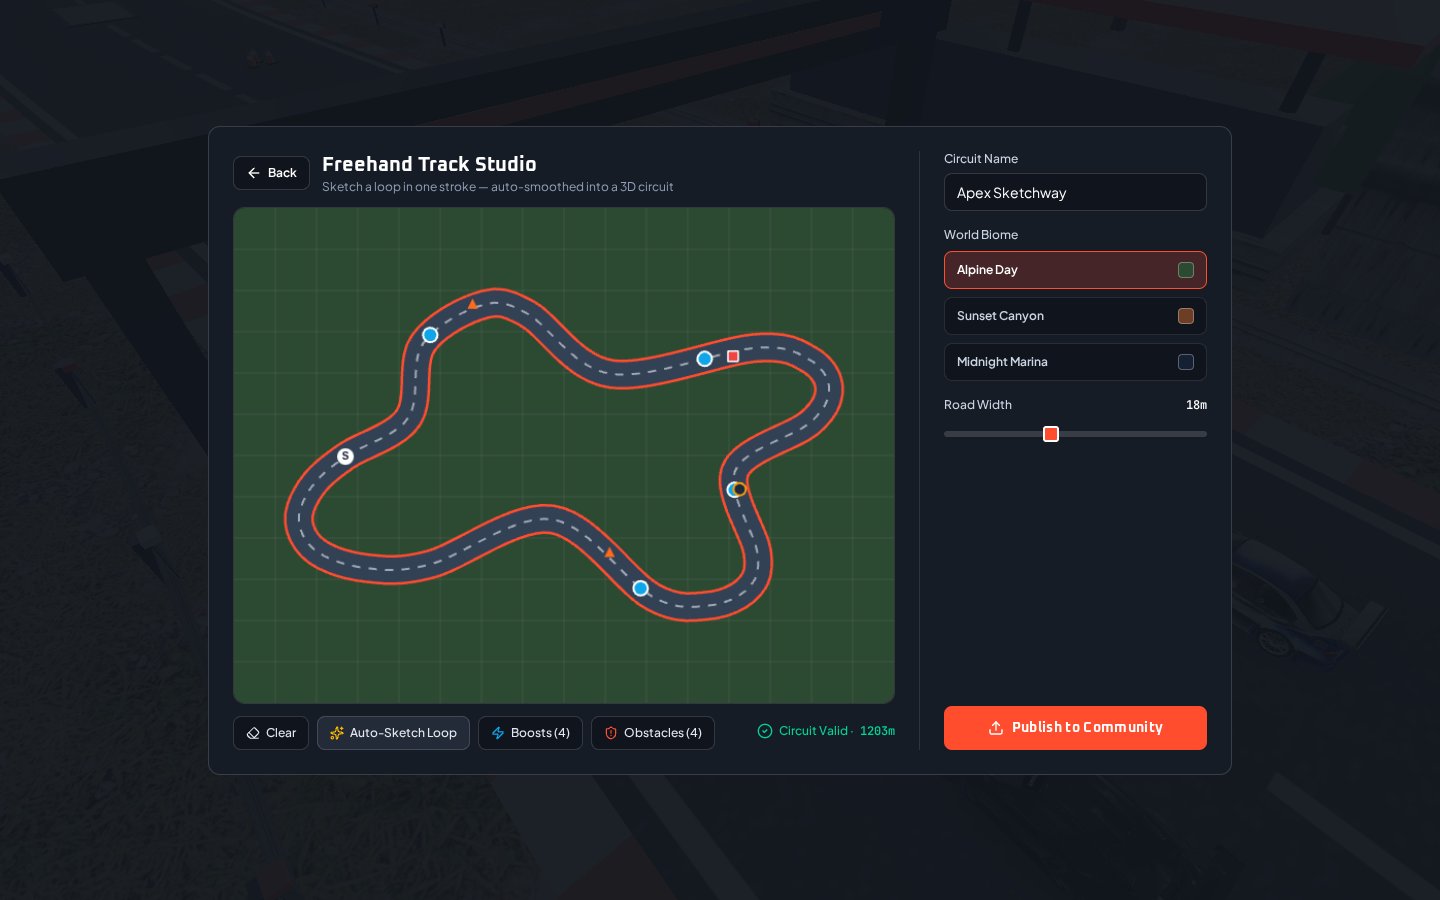 Back
Freehand Track Studio
Sketch a loop in one stroke — auto-smoothed into a 3D circuit
S
Clear
Auto-Sketch Loop
Boosts (4)
Obstacles (4)
Circuit Valid · 1203m
Circuit Name
Apex Sketchway
World Biome
Alpine Day
Sunset Canyon
Midnight Marina
Road Width 18m
Publish to Community